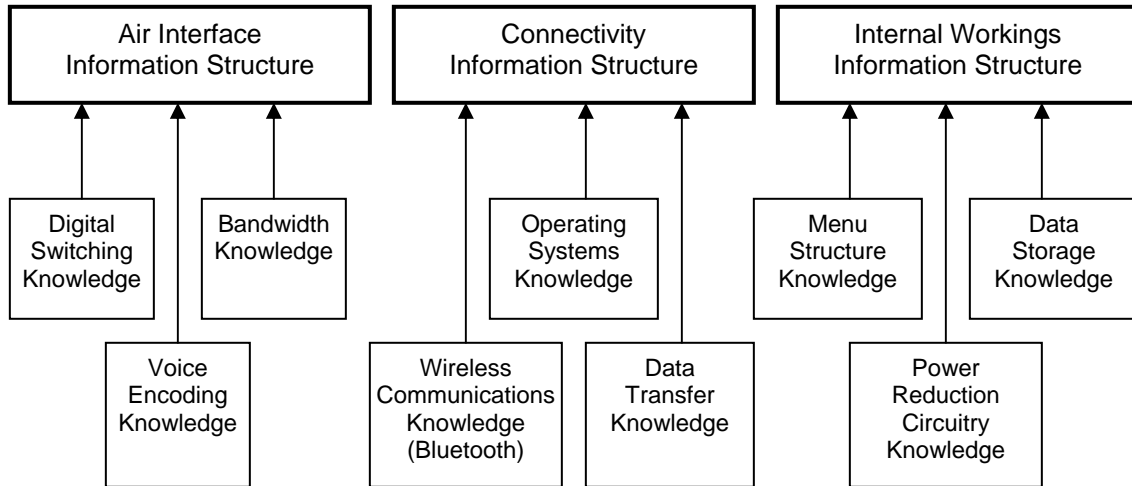 Air Interface
Information Structure
Connectivity
Information Structure
Internal Workings
Information Structure
Digital
Switching
Knowledge
Bandwidth
Knowledge
Operating
Systems
Knowledge
Menu
Structure
Knowledge
Data
Storage
Knowledge
Voice
Encoding
Knowledge
Wireless
Communications
Knowledge
(Bluetooth)
Data
Transfer
Knowledge
Power
Reduction
Circuitry
Knowledge